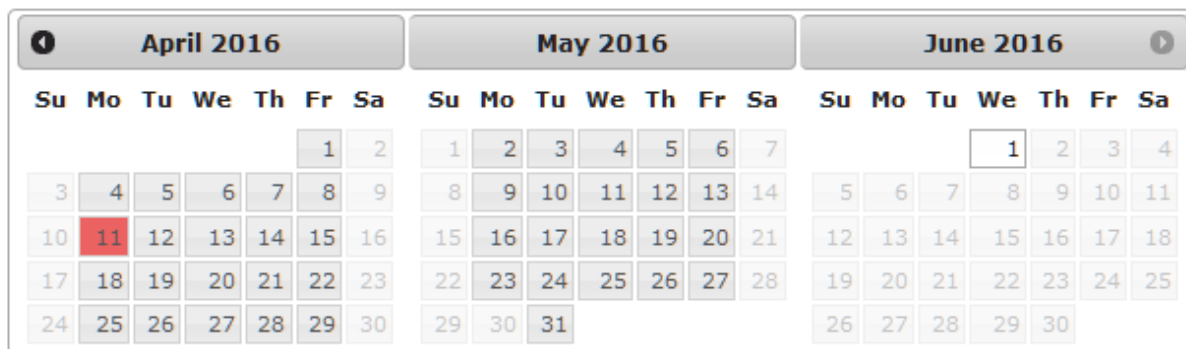 April 2016 May 2016 June 2016
Su Mo Tu We Th Fr Sa Su Mo Tu We Th Fr Sa Su Mo Tu We Th Fr Sa
1 2 1 2 3 4 5 6 7 1 2 3 4
3 4 5 6 7 8 9 8 9 10 11 12 13 14 5 6 7 8 9 10 11
10 11 12 13 14 15 16 15 16 17 18 19 20 21 12 13 14 15 16 17 18
17 18 19 20 21 22 23 22 23 24 25 26 27 28 19 20 21 22 23 24 25
24 25 26 27 28 29 30 29 30 31 26 27 28 29 30